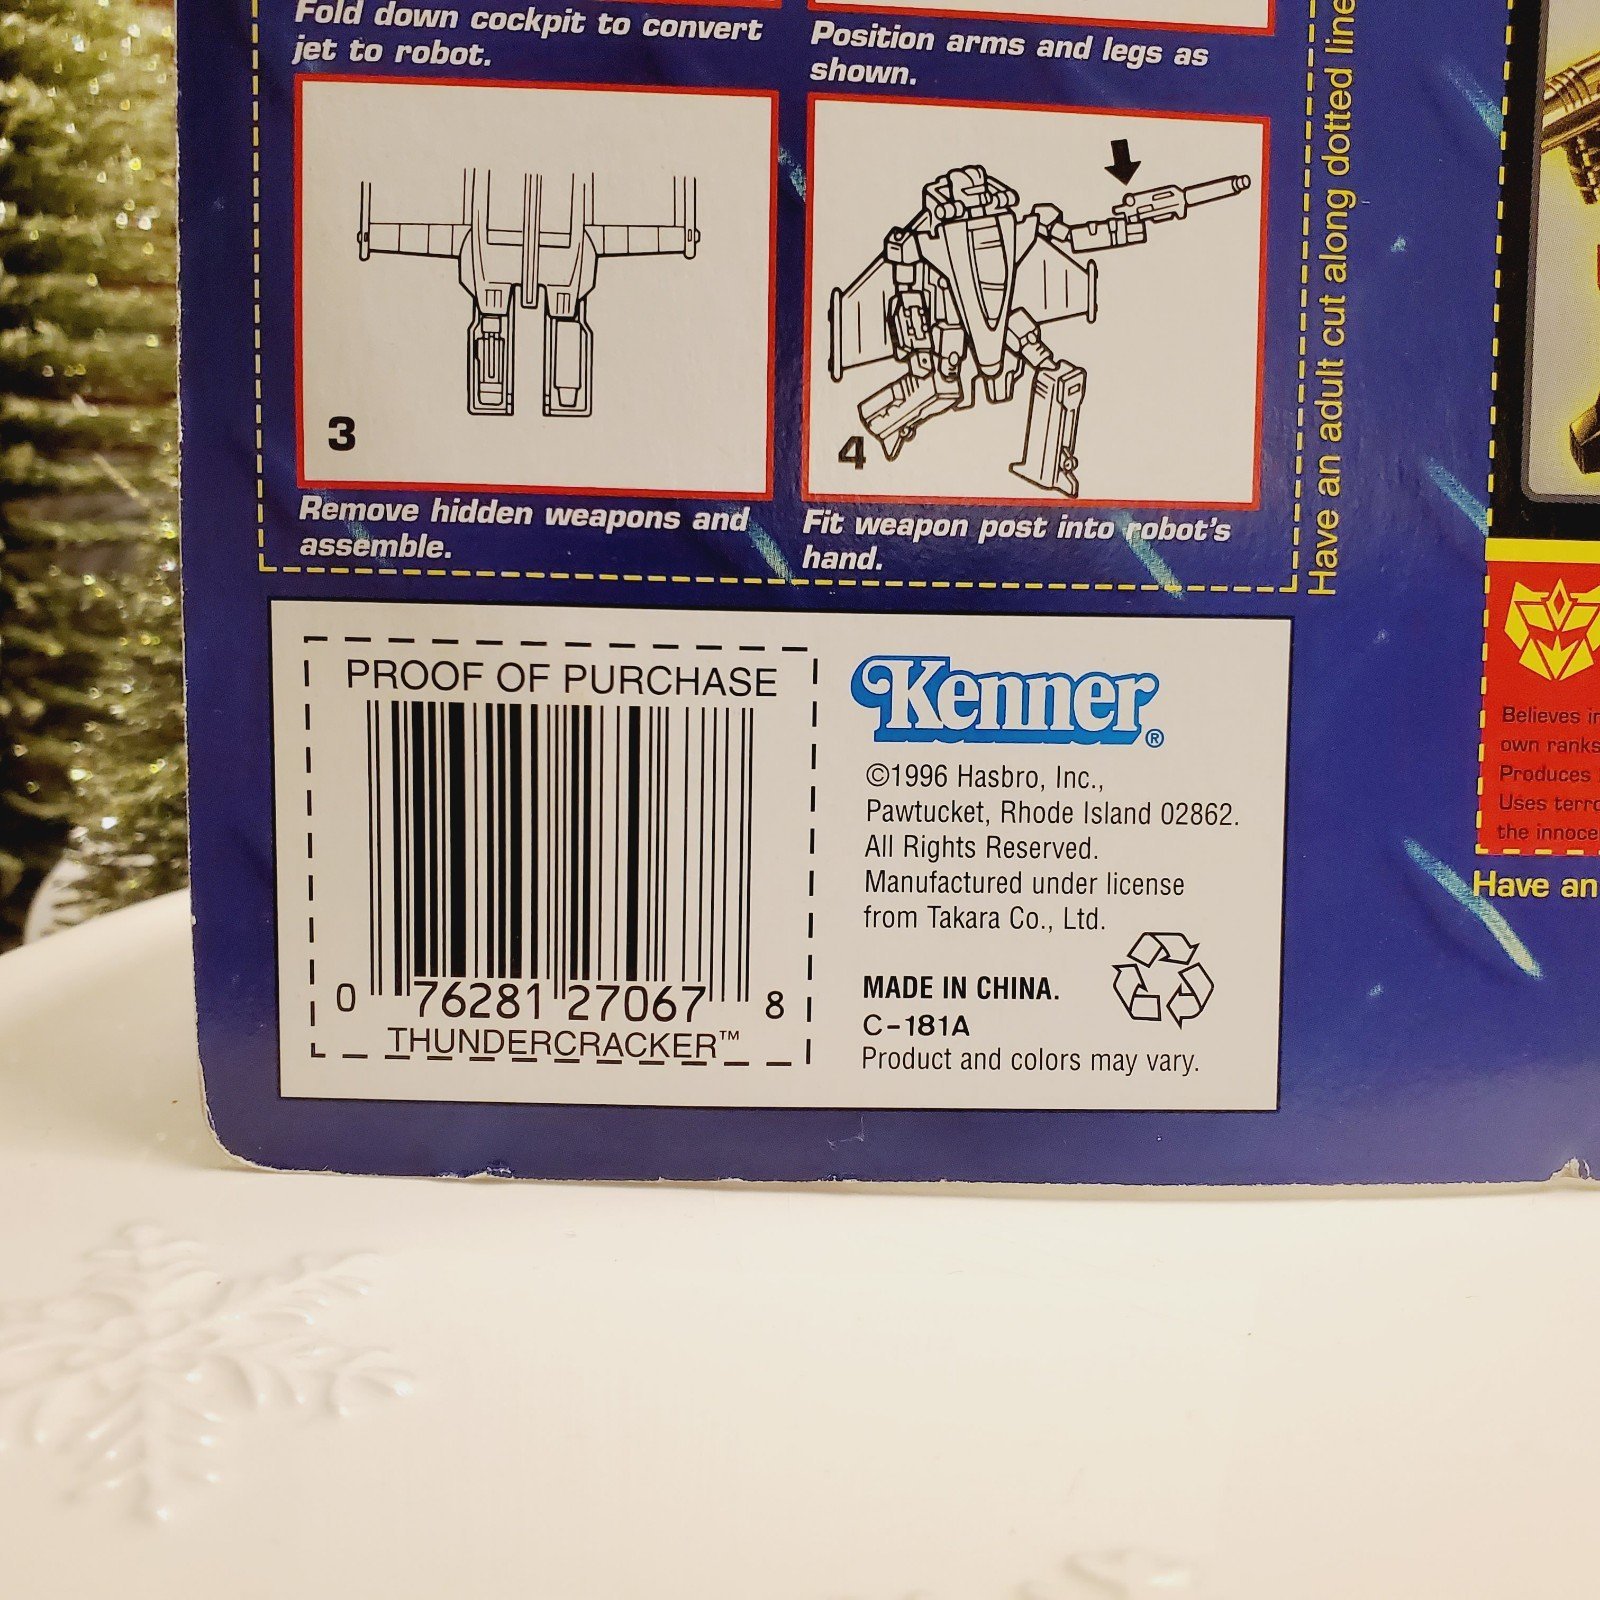 Fold down cockpit to convert
jet to robot.
Position arms and legs as
shown.
3
Remove hidden weapons and
assemble.
4
Fit weapon post into robot's
hand.
Have an adult cut along dotted line
PROOF OF PURCHASE
0 76281 27067 8
THUNDERCRACKER™
Kenner®
©1996 Hasbro, Inc.,
Pawtucket, Rhode Island 02862.
All Rights Reserved.
Manufactured under license
from Takara Co., Ltd.
MADE IN CHINA.
C-181A
Product and colors may vary.
Believes
own ranks
Produces
Uses
the
Have an